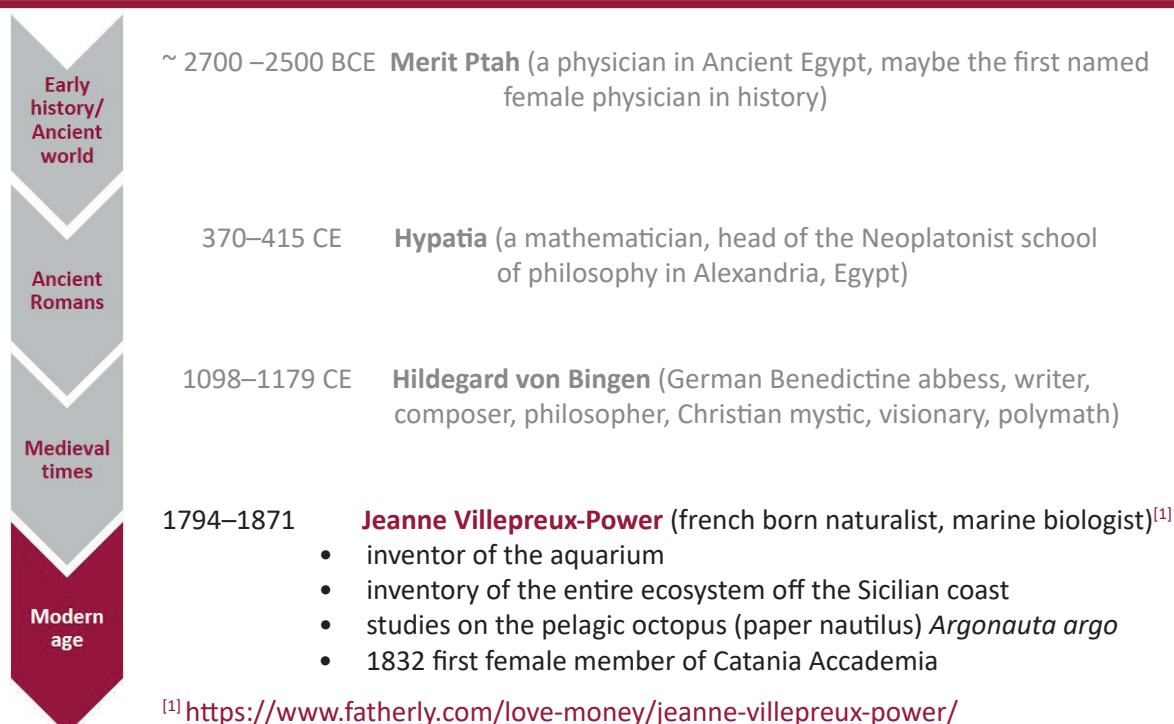 Early
history/
Ancient
world
~ 2700 –2500 BCE Merit Ptah (a physician in Ancient Egypt, maybe the first named
female physician in history)
Ancient
Romans
370–415 CE Hypatia (a mathematician, head of the Neoplatonist school
of philosophy in Alexandria, Egypt)
Medieval
times
1098–1179 CE Hildegard von Bingen (German Benedictine abbess, writer,
composer, philosopher, Christian mystic, visionary, polymath)
Modern
age
1794–1871 Jeanne Villepreux-Power (french born naturalist, marine biologist)[1]
• inventor of the aquarium
• inventory of the entire ecosystem off the Sicilian coast
• studies on the pelagic octopus (paper nautilus) Argonauta argo
• 1832 first female member of Catania Accademia
[1] https://www.fatherly.com/love-money/jeanne-villepreux-power/